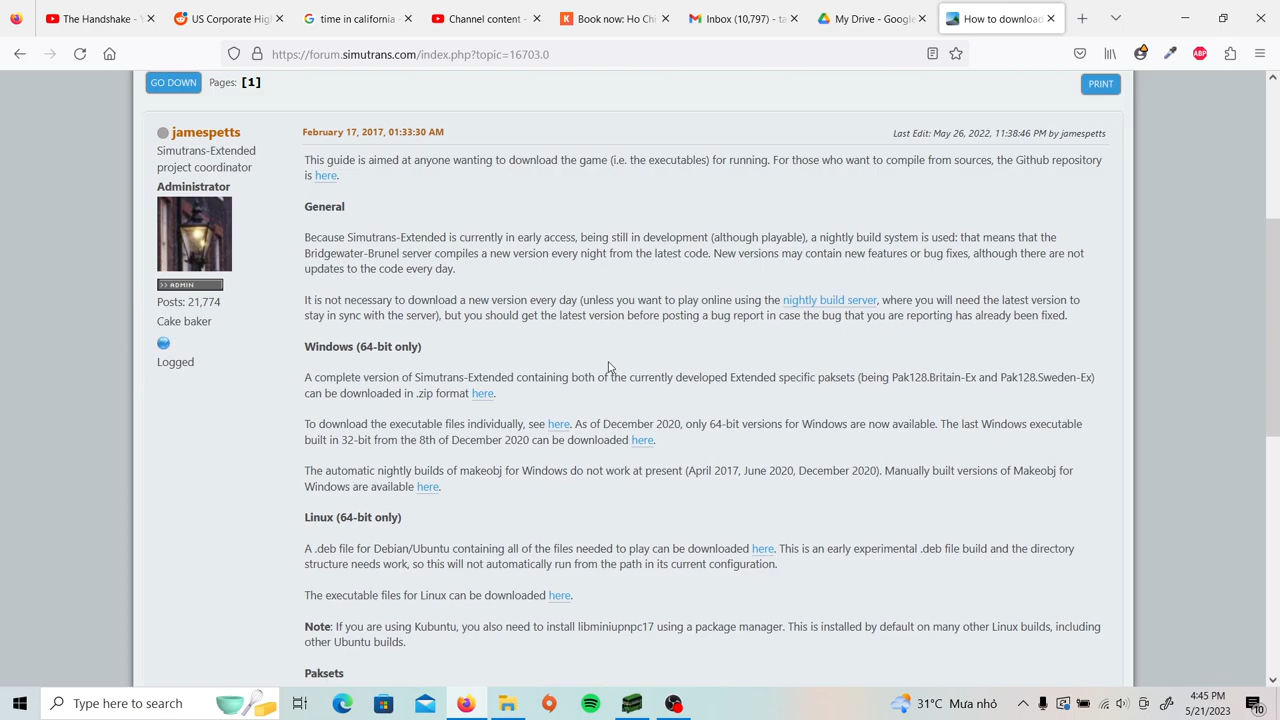 The Handshake - Y
US Corporate Hig
time in california -
Channel content -
Book now: Ho Chi
Inbox (10,797) - ta
My Drive - Google
How to download
https://forum.simutrans.com/index.php?topic=16703.0
ABP
GO DOWN Pages: [1]
PRINT
jamespetts
Simutrans-Extended
project coordinator
Administrator
>> ADMIN
Posts: 21,774
Cake baker
Logged
February 17, 2017, 01:33:30 AM
Last Edit: May 26, 2022, 11:38:46 PM by jamespetts
This guide is aimed at anyone wanting to download the game (i.e. the executables) for running. For those who want to compile from sources, the Github repository
is here.
General
Because Simutrans-Extended is currently in early access, being still in development (although playable), a nightly build system is used: that means that the
Bridgewater-Brunel server compiles a new version every night from the latest code. New versions may contain new features or bug fixes, although there are not
updates to the code every day.
It is not necessary to download a new version every day (unless you want to play online using the nightly build server, where you will need the latest version to
stay in sync with the server), but you should get the latest version before posting a bug report in case the bug that you are reporting has already been fixed.
Windows (64-bit only)
A complete version of Simutrans-Extended containing both of the currently developed Extended specific paksets (being Pak128.Britain-Ex and Pak128.Sweden-Ex)
can be downloaded in .zip format here.
To download the executable files individually, see here. As of December 2020, only 64-bit versions for Windows are now available. The last Windows executable
built in 32-bit from the 8th of December 2020 can be downloaded here.
The automatic nightly builds of makeobj for Windows do not work at present (April 2017, June 2020, December 2020). Manually built versions of Makeobj for
Windows are available here.
Linux (64-bit only)
A .deb file for Debian/Ubuntu containing all of the files needed to play can be downloaded here. This is an early experimental .deb file build and the directory
structure needs work, so this will not automatically run from the path in its current configuration.
The executable files for Linux can be downloaded here.
Note: If you are using Kubuntu, you also need to install libminiupnpc17 using a package manager. This is installed by default on many other Linux builds, including
other Ubuntu builds.
Paksets
Type here to search
31°C Mưa nhỏ
4:45 PM
5/21/2023
10